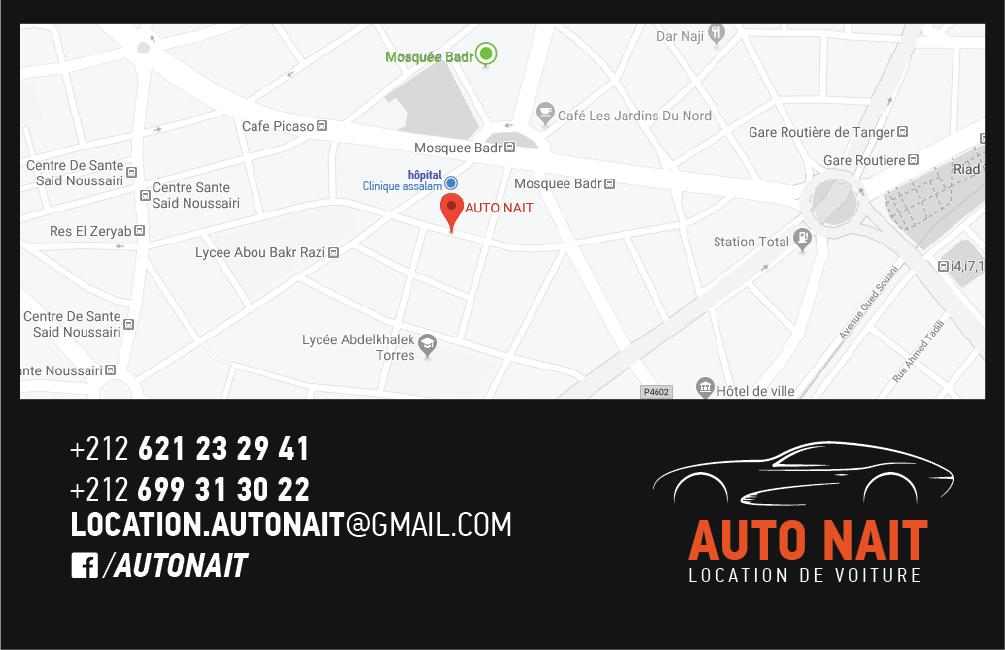 Dar Naji
Mosquée Badr
Café Les Jardins Du Nord
Cafe Picaso
Gare Routière de Tanger
Mosquee Badr
Gare Routiere
Centre De Sante
Said Noussairi
Riad
hôpital
Clinique assalam
Mosquee Badr
Centre Sante
Said Noussairi
AUTO NAIT
Res El Zeryab
Station Total
Lycee Abou Bakr Razi
i4,i7,1
Avenue Oued Souani
Centre De Sante
Said Noussairi
Rue Ahmed Tadili
Lycée Abdelkhalek
Torres
nte Noussairi
P4602
Hôtel de ville
+212 621 23 29 41
+212 699 31 30 22
LOCATION.AUTONAIT@GMAIL.COM
/AUTONAIT
AUTO NAIT
LOCATION DE VOITURE